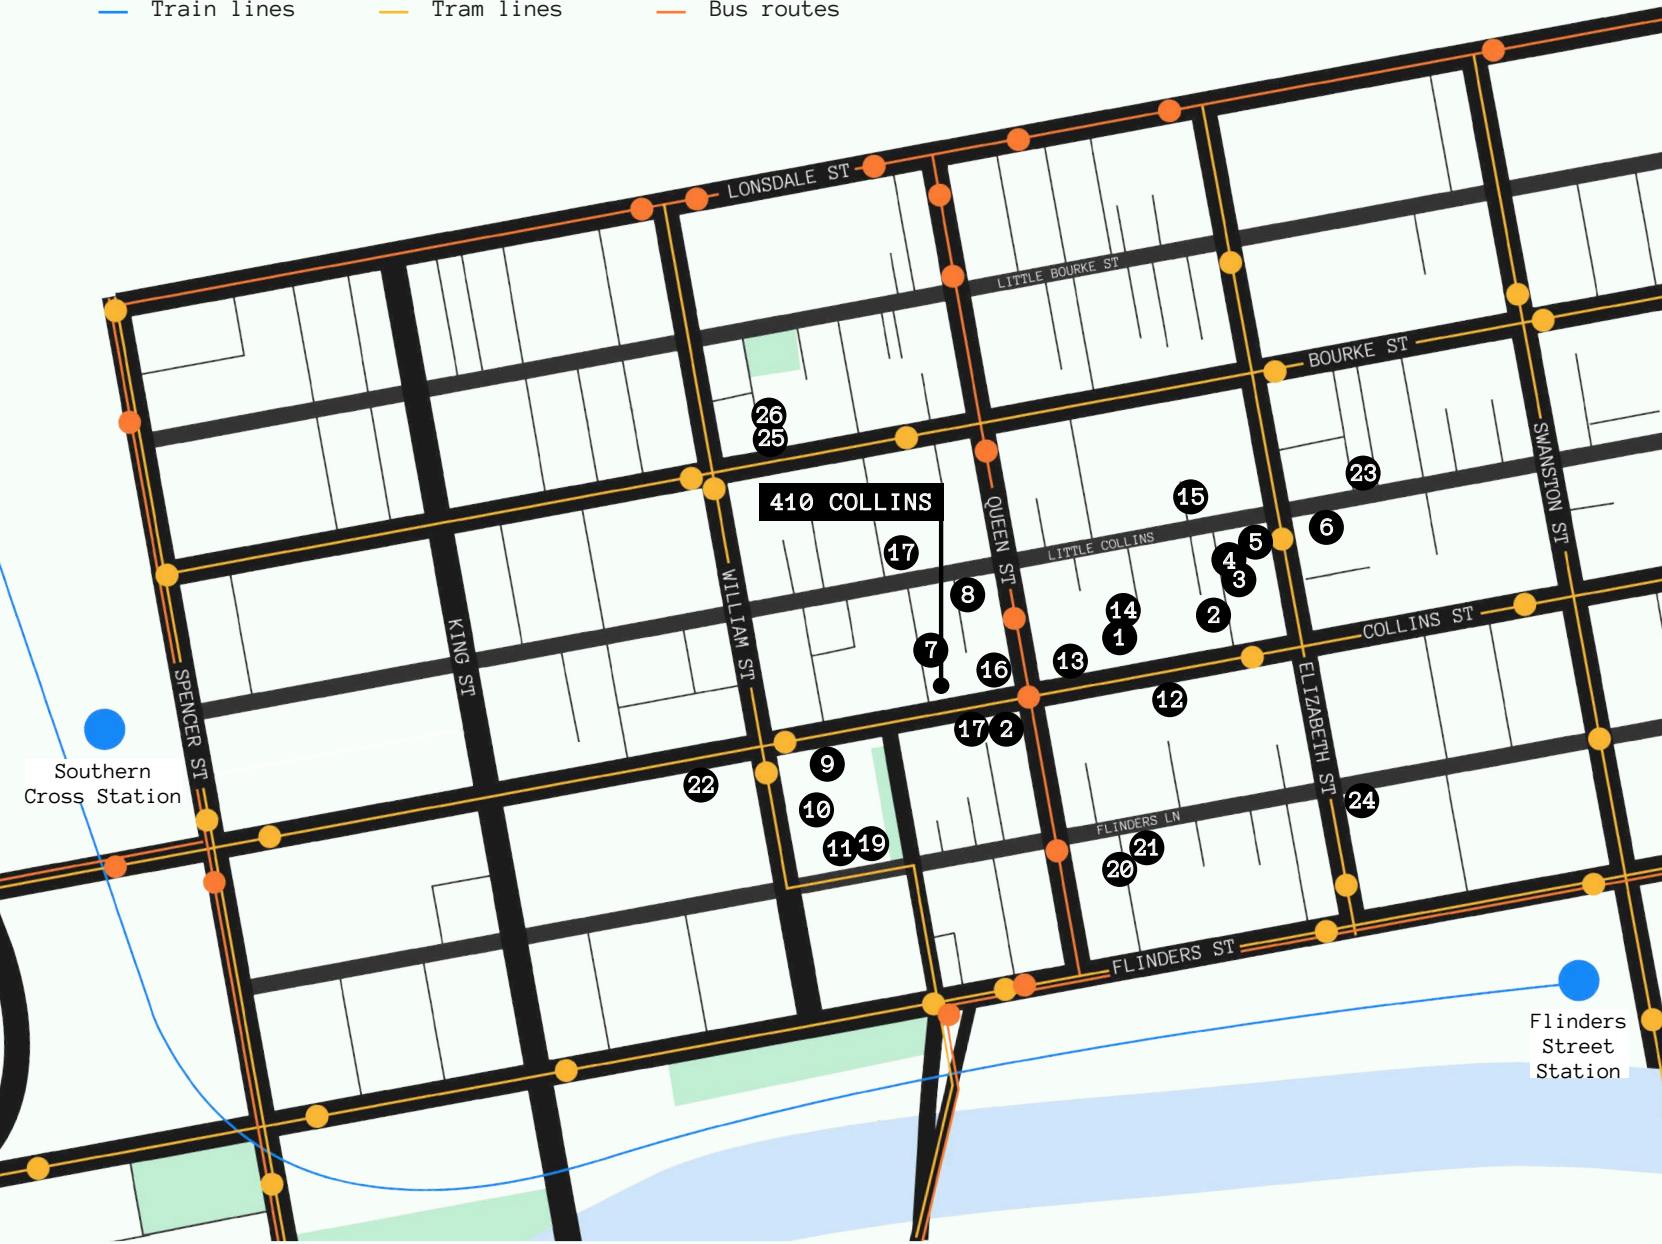 Train lines
Tram lines
Bus routes
LONSDALE ST
LITTLE BOURKE ST
BOURKE ST
26
25
23
410 COLLINS
15
6
5
4
3
17
QUEEN ST
LITTLE COLLINS
SWANSTON ST
8
14
2
1
COLLINS ST
WILLIAM ST
KING ST
7
16
13
12
SPENCER ST
ELIZABETH ST
17
2
9
22
10
11
19
24
FLINDERS LN
21
20
Southern
Cross Station
FLINDERS ST
Flinders
Street
Station